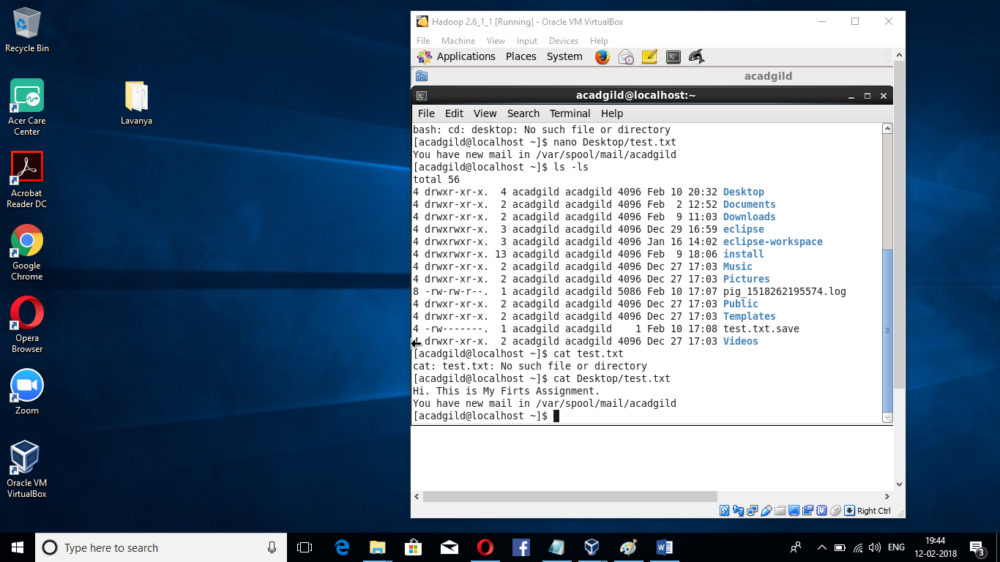 Recycle Bin
Acer Care
Center
Lavanya
Acrobat
Reader DC
Google
Chrome
Opera
Browser
Zoom
Oracle VM
VirtualBox
Hadoop 2.6_1_1 [Running] - Oracle VM VirtualBox
File Machine View Input Devices Help
Applications Places System
acadgild
acadgild@localhost:~
File Edit View Search Terminal Help
bash: cd: desktop: No such file or directory
[acadgild@localhost ~]$ nano Desktop/test.txt
You have new mail in /var/spool/mail/acadgild
[acadgild@localhost ~]$ ls -ls
total 56
4 drwxr-xr-x.  4 acadgild acadgild 4096 Feb 10 20:32 Desktop
4 drwxr-xr-x.  2 acadgild acadgild 4096 Feb  2 12:52 Documents
4 drwxr-xr-x.  2 acadgild acadgild 4096 Feb  9 11:03 Downloads
4 drwxrwxr-x.  3 acadgild acadgild 4096 Dec 29 16:59 eclipse
4 drwxrwxr-x.  3 acadgild acadgild 4096 Jan 16 14:02 eclipse-workspace
4 drwxrwxr-x. 13 acadgild acadgild 4096 Feb  9 18:06 install
4 drwxr-xr-x.  2 acadgild acadgild 4096 Dec 27 17:03 Music
4 drwxr-xr-x.  2 acadgild acadgild 4096 Dec 27 17:03 Pictures
8 -rw-rw-r--.  1 acadgild acadgild 5086 Feb 10 17:07 pig_1518262195574.log
4 drwxr-xr-x.  2 acadgild acadgild 4096 Dec 27 17:03 Public
4 drwxr-xr-x.  2 acadgild acadgild 4096 Dec 27 17:03 Templates
4 -rw-------.  1 acadgild acadgild    1 Feb 10 17:08 test.txt.save
drwxr-xr-x.  2 acadgild acadgild 4096 Dec 27 17:03 Videos
[acadgild@localhost ~]$ cat test.txt
cat: test.txt: No such file or directory
[acadgild@localhost ~]$ cat Desktop/test.txt
Hi. This is My Firts Assignment.
You have new mail in /var/spool/mail/acadgild
[acadgild@localhost ~]$
Right Ctrl
Type here to search
ENG
19:44
12-02-2018
3